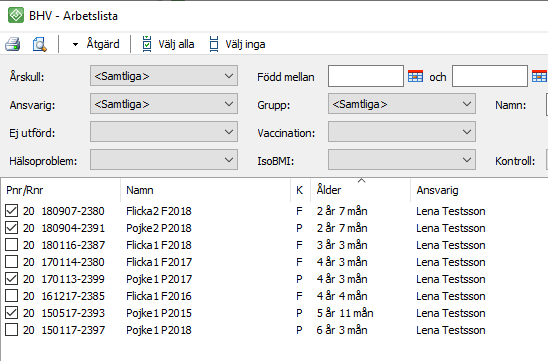 BHV - Arbetslista
Åtgärd Välj alla Välj inga
Årskull: <Samtliga> Född mellan och
Ansvarig: <Samtliga> Grupp: <Samtliga> Namn:
Ej utförd: Vaccination:
Hälsoproblem: IsoBMI: Kontroll:
Pnr/Rnr Namn K Ålder Ansvarig
20 180907-2380 Flicka2 F2018 F 2 år 7 mån Lena Testsson
20 180904-2391 Pojke2 P2018 P 2 år 7 mån Lena Testsson
20 180116-2387 Flicka1 F2018 F 3 år 3 mån Lena Testsson
20 170114-2380 Flicka1 F2017 F 4 år 3 mån Lena Testsson
20 170113-2399 Pojke1 P2017 P 4 år 3 mån Lena Testsson
20 161217-2385 Flicka1 F2016 F 4 år 4 mån Lena Testsson
20 150517-2393 Pojke1 P2015 P 5 år 11 mån Lena Testsson
20 150117-2397 Pojke1 P2018 P 6 år 3 mån Lena Testsson